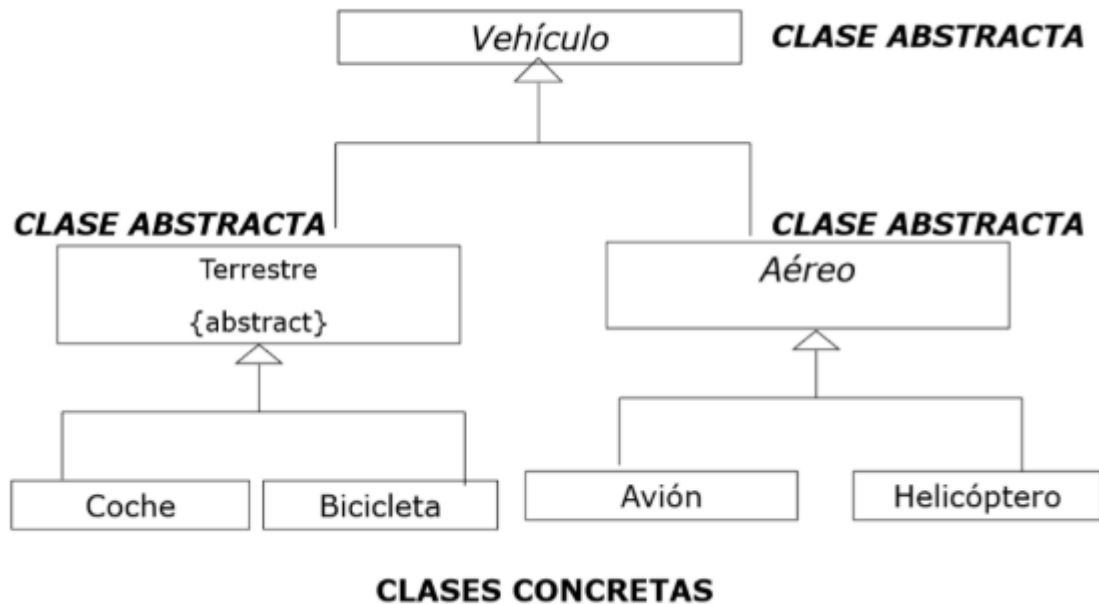 Vehículo
CLASE ABSTRACTA
CLASE ABSTRACTA
CLASE ABSTRACTA
Terrestre
{abstract}
Aéreo
Coche
Bicicleta
Avión
Helicóptero
CLASES CONCRETAS